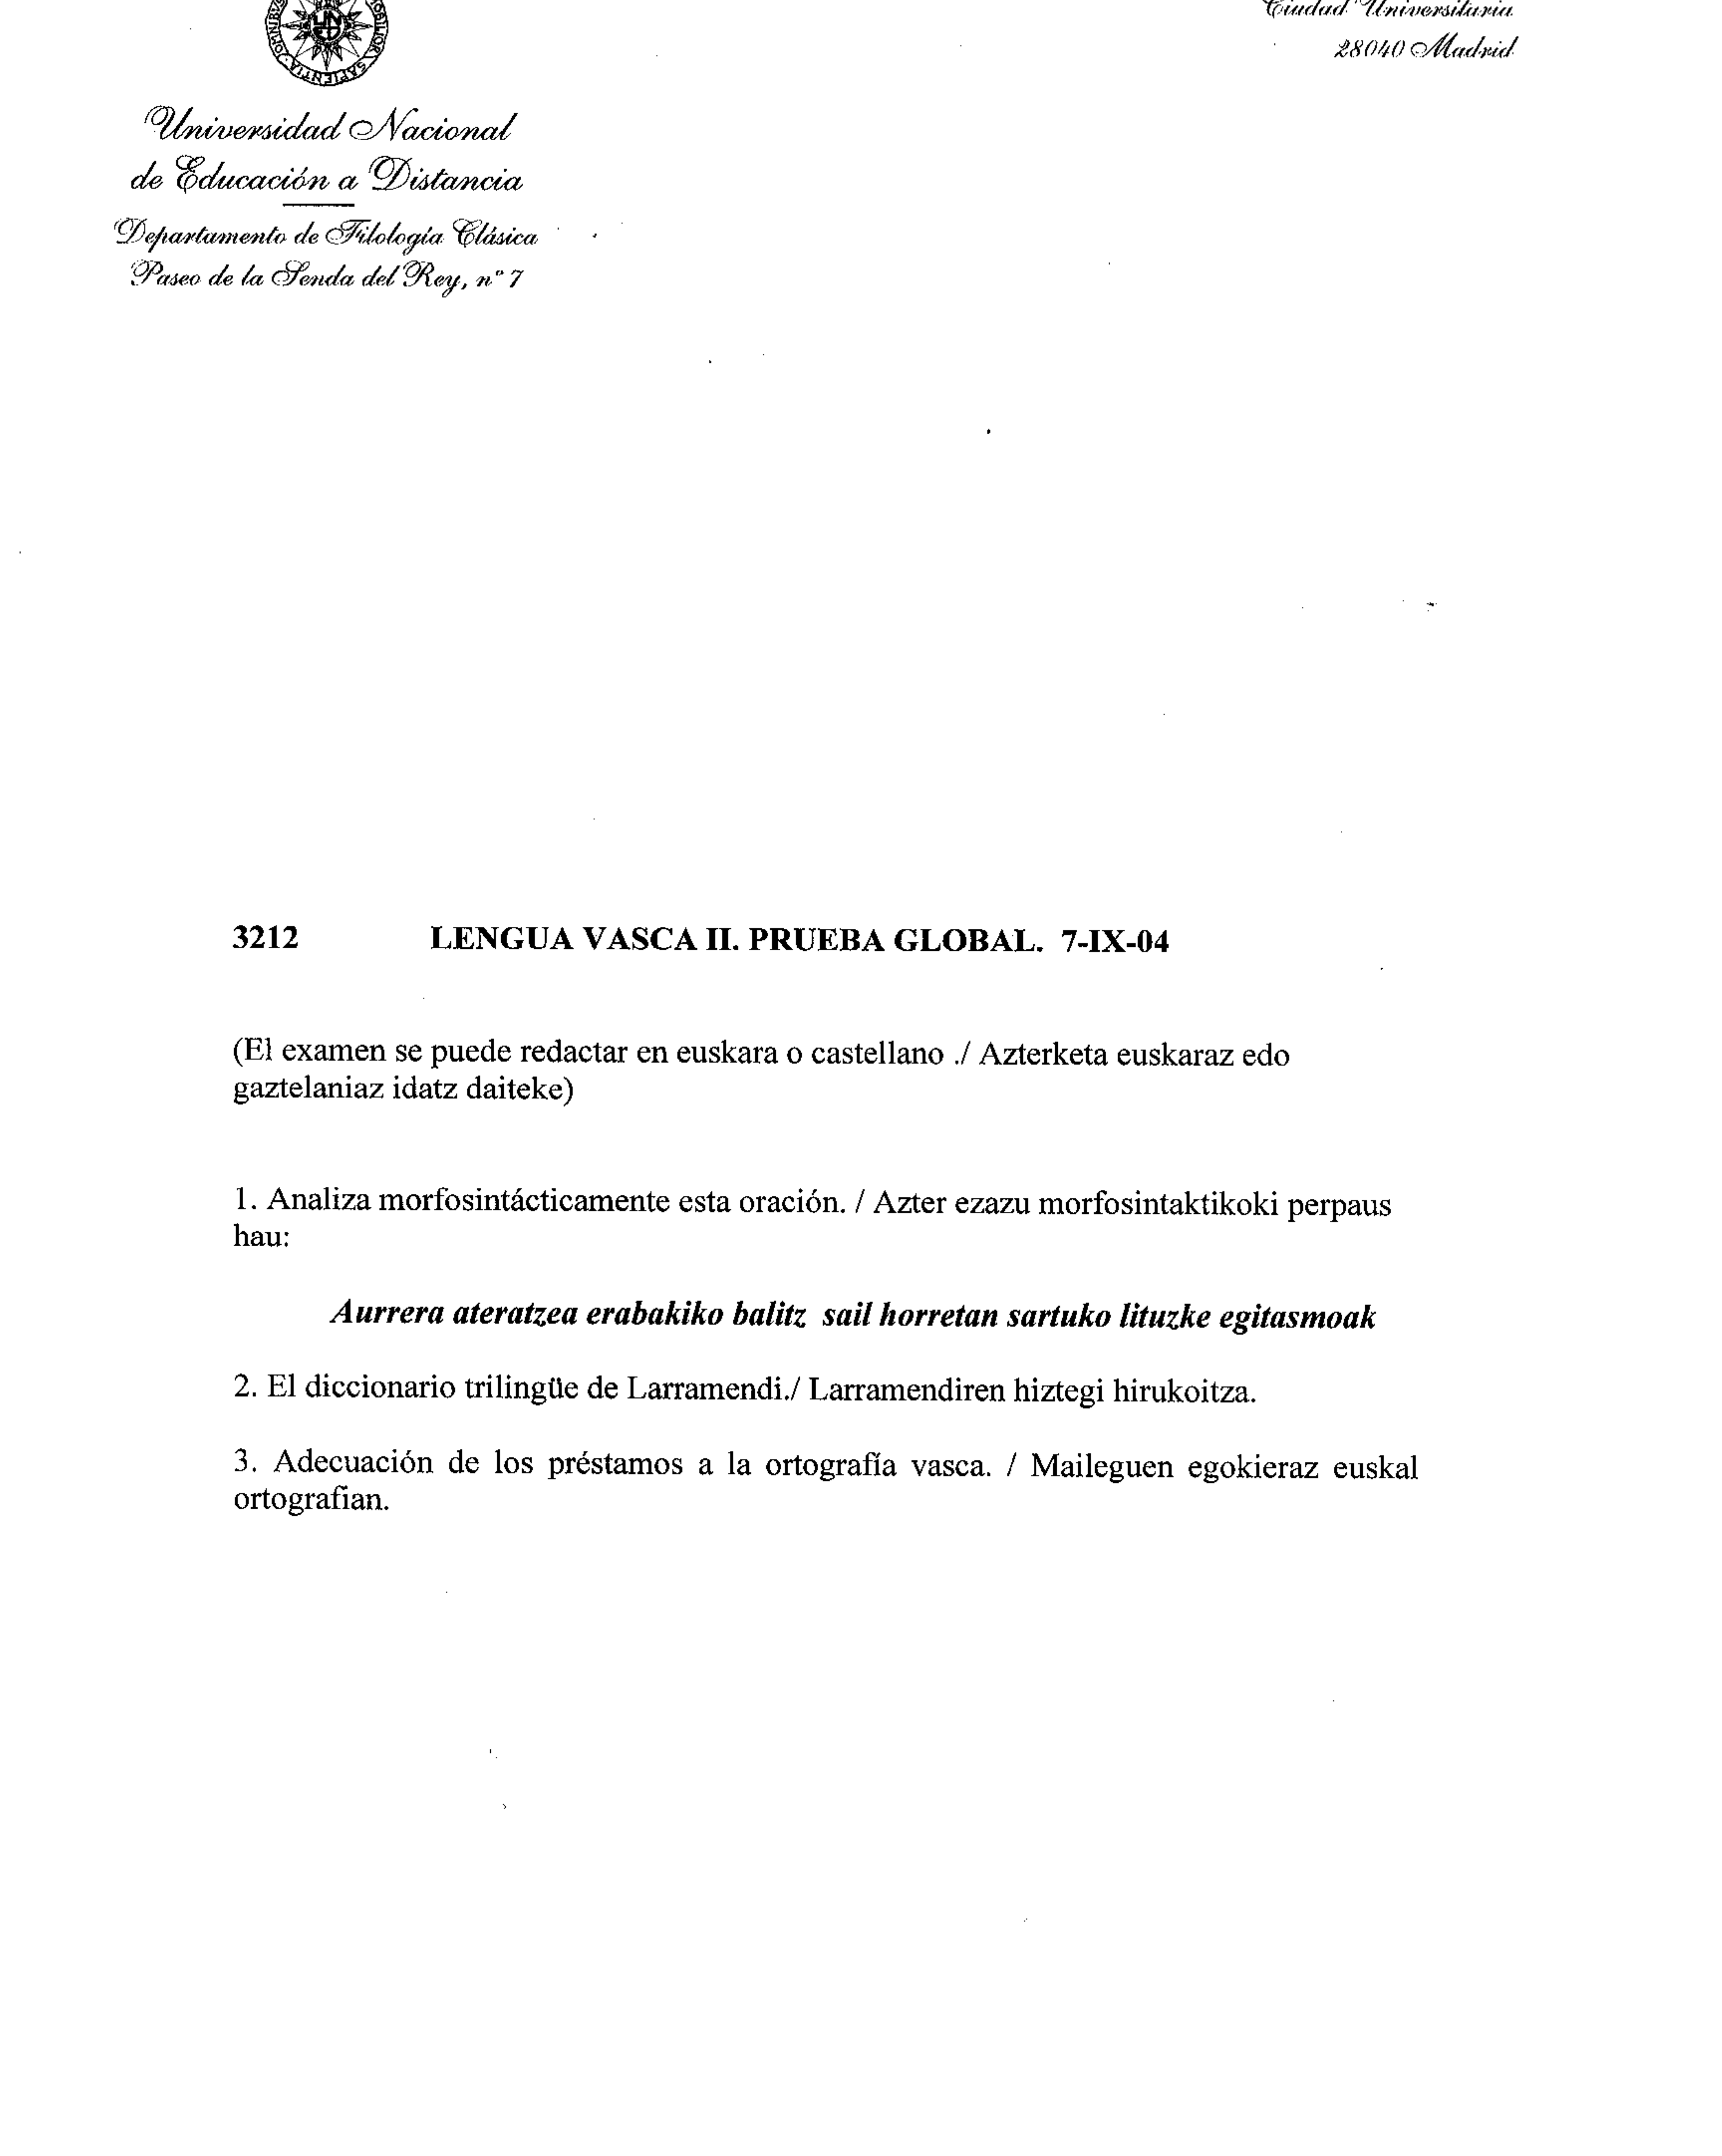 Ciudad Universitaria
28040 Madrid
UNED
SAPIENTIA
Universidad Nacional
de Educación a Distancia
Departamento de Filología Clásica
Paseo de la Senda del Rey, nº 7
3212 LENGUA VASCA II. PRUEBA GLOBAL. 7-IX-04
(El examen se puede redactar en euskara o castellano ./ Azterketa euskaraz edo
gaztelaniaz idatz daiteke)
1. Analiza morfosintácticamente esta oración. / Azter ezazu morfosintaktikoki perpaus
hau:
Aurrera ateratzea erabakiko balitz sail horretan sartuko lituzke egitasmoak
2. El diccionario trilingüe de Larramendi./ Larramendiren hiztegi hirukoitza.
3. Adecuación de los préstamos a la ortografía vasca. / Maileguen egokieraz euskal
ortografian.